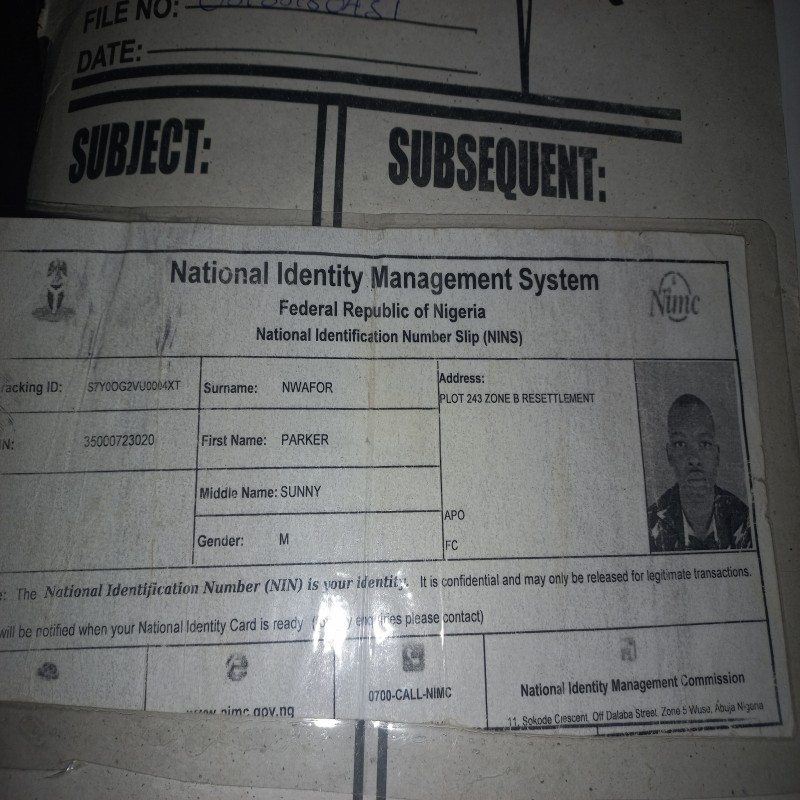 FILE NO:
DATE:
SUBJECT:
SUBSEQUENT:
National Identity Management System
Federal Republic of Nigeria
National Identification Number Slip (NINS)
Nimc
racking ID: S7Y0OG2VU0004XT
Surname: NWAFOR
Address:
PLOT 243 ZONE B RESETTLEMENT
IN: 35000723020
First Name: PARKER
Middle Name: SUNNY
APO
Gender: M
FC
e: The National Identification Number (NIN) is your identity. It is confidential and may only be released for legitimate transactions.
will be notified when your National Identity Card is ready please contact)
www.nimc.gov.ng
0700-CALL-NIMC
National Identity Management Commission
11, Sokode Crescent, Off Dalaba Street, Zone 5 Wuse, Abuja Nigeria